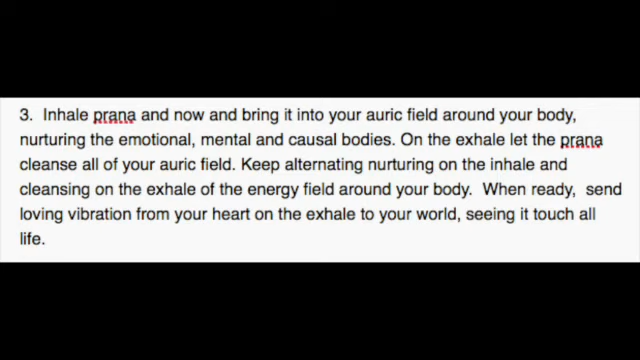 3.  Inhale prana and now and bring it into your auric field around your body,
nurturing the emotional, mental and causal bodies. On the exhale let the prana
cleanse all of your auric field. Keep alternating nurturing on the inhale and
cleansing on the exhale of the energy field around your body.  When ready,  send
loving vibration from your heart on the exhale to your world, seeing it touch all
life.